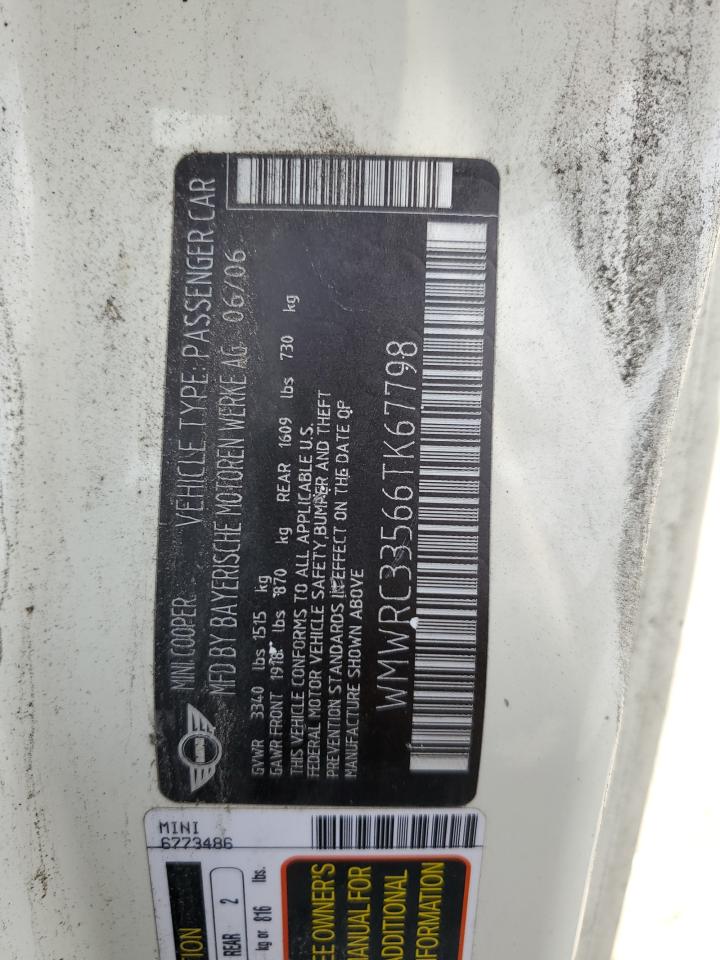 MINI COOPER VEHICLE TYPE: PASSENGER CAR
MFD BY BAYERISCHE MOTOREN WERKE AG 06/06
GVWR 3340 lbs 1515 kg
GAWR FRONT 1918 lbs 870 kg REAR 1609 lbs 730 kg
THIS VEHICLE CONFORMS TO ALL APPLICABLE U.S.
FEDERAL MOTOR VEHICLE SAFETY, BUMPER AND THEFT
PREVENTION STANDARDS IN EFFECT ON THE DATE OF
MANUFACTURE SHOWN ABOVE
WMWRC33566TK67798
MINI
MINI
6773486
REAR 2
kg or 816 lbs.
OWNER'S
MANUAL FOR
ADDITIONAL